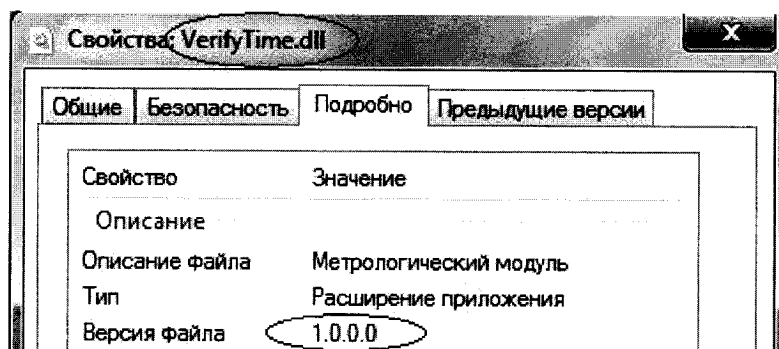 Свойства: VerifyTime.dll
Общие Безопасность Подробно Предыдущие версии
Свойство Значение
Описание
Описание файла Метрологический модуль
Тип Расширение приложения
Версия файла 1.0.0.0